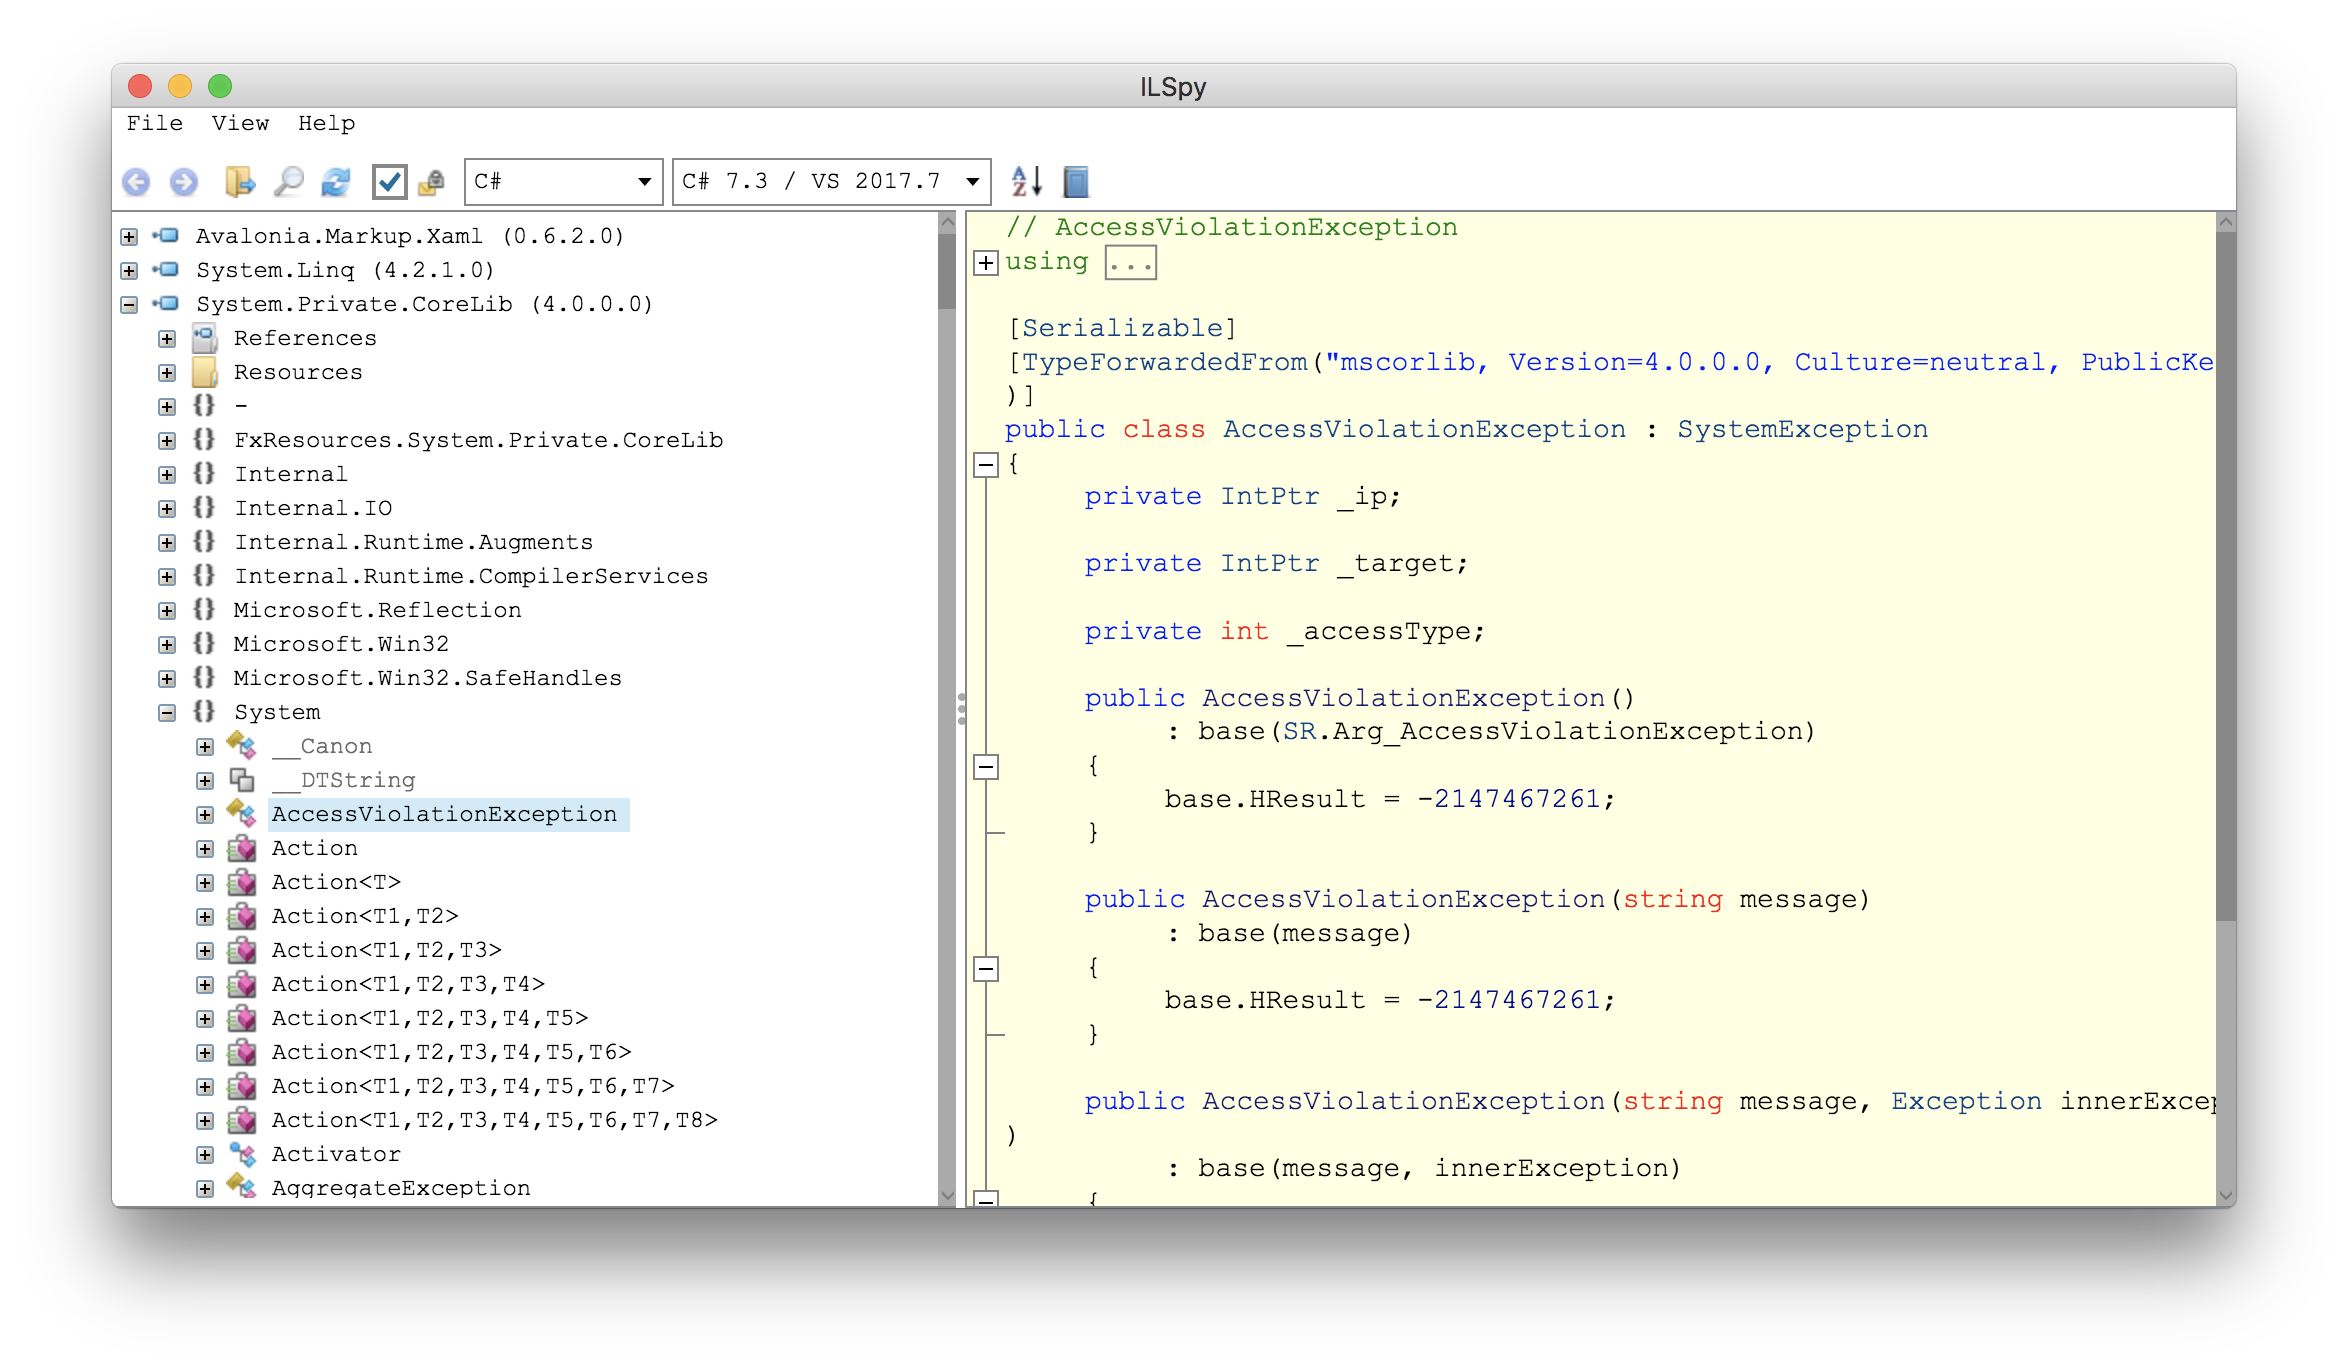 ILSpy
File View Help
C# C# 7.3 / VS 2017.7
Avalonia.Markup.Xaml (0.6.2.0)
System.Linq (4.2.1.0)
System.Private.CoreLib (4.0.0.0)
References
Resources
{} -
{} FxResources.System.Private.CoreLib
{} Internal
{} Internal.IO
{} Internal.Runtime.Augments
{} Internal.Runtime.CompilerServices
{} Microsoft.Reflection
{} Microsoft.Win32
{} Microsoft.Win32.SafeHandles
{} System
__Canon
__DTString
AccessViolationException
Action
Action<T>
Action<T1,T2>
Action<T1,T2,T3>
Action<T1,T2,T3,T4>
Action<T1,T2,T3,T4,T5>
Action<T1,T2,T3,T4,T5,T6>
Action<T1,T2,T3,T4,T5,T6,T7>
Action<T1,T2,T3,T4,T5,T6,T7,T8>
Activator
AggregateException
// AccessViolationException
using ...
[Serializable]
[TypeForwardedFrom("mscorlib, Version=4.0.0.0, Culture=neutral, PublicKe
)]
public class AccessViolationException : SystemException
{
private IntPtr _ip;
private IntPtr _target;
private int _accessType;
public AccessViolationException()
: base(SR.Arg_AccessViolationException)
{
base.HResult = -2147467261;
}
public AccessViolationException(string message)
: base(message)
{
base.HResult = -2147467261;
}
public AccessViolationException(string message, Exception innerExcep
)
: base(message, innerException)
{